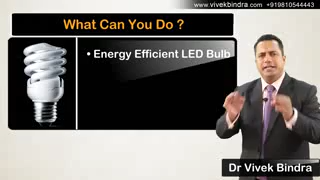 www.vivekbindra.com +919810544443
What Can You Do ?
• Energy Efficient LED Bulb
Dr Vivek Bindra